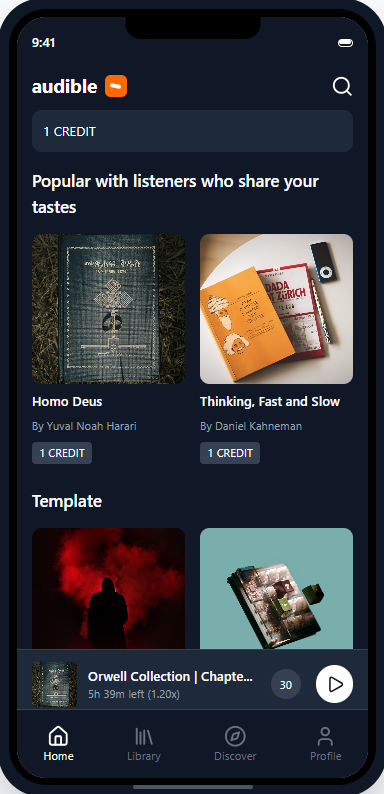 9:41
audible
1 CREDIT
Popular with listeners who share your
tastes
DADA
Homo Deus
Thinking, Fast and Slow
By Yuval Noah Harari
By Daniel Kahneman
1 CREDIT
1 CREDIT
Template
Orwell Collection | Chapte...
5h 39m left (1.20x)
30
Home
Library
Discover
Profile